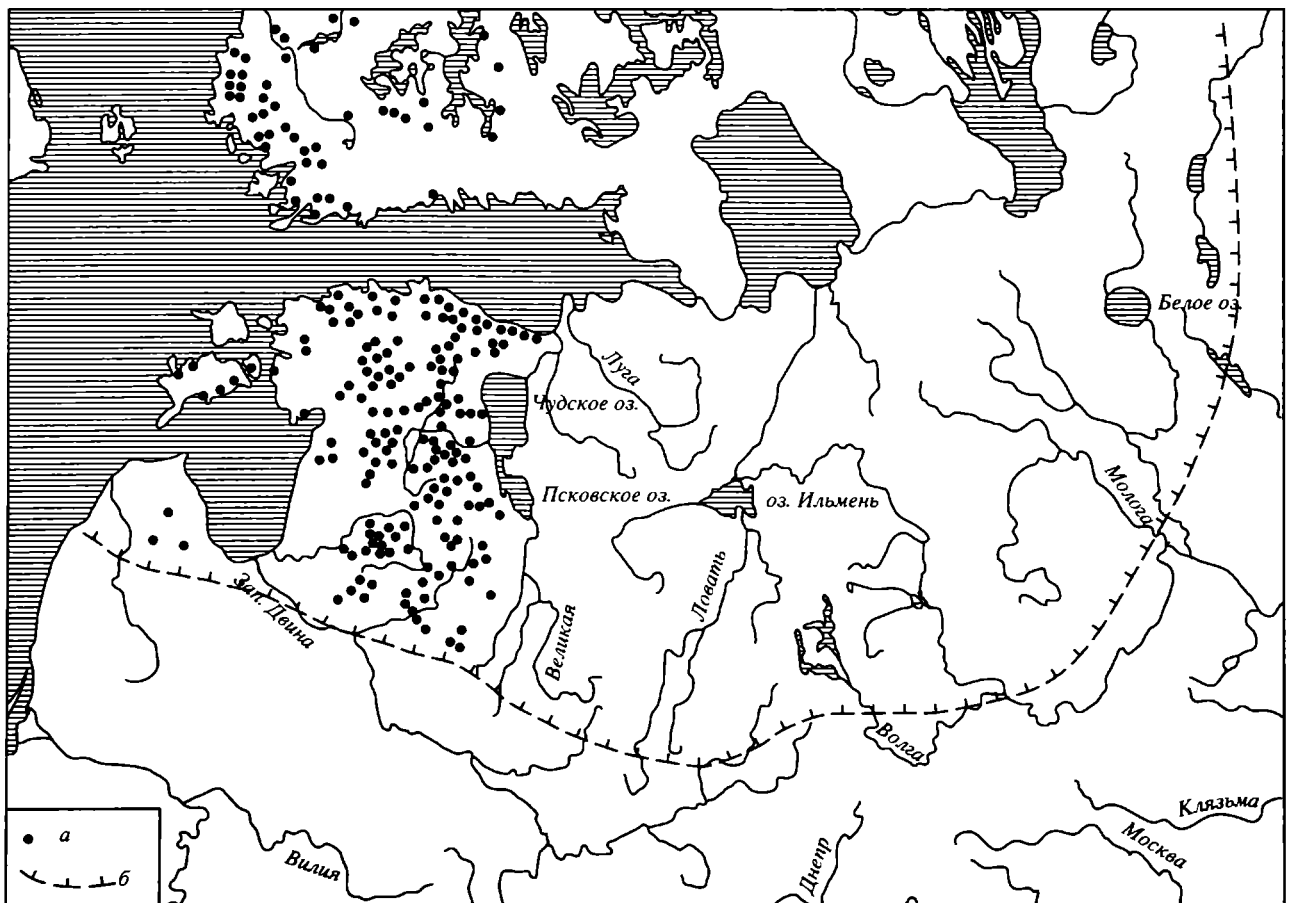 Белое оз.
Луга
Чудское оз.
Псковское оз.
оз. Ильмень
Молога
Зап. Двина
Великая
Ловать
Волга
Клязьма
Москва
Вилия
Днепр
а
б